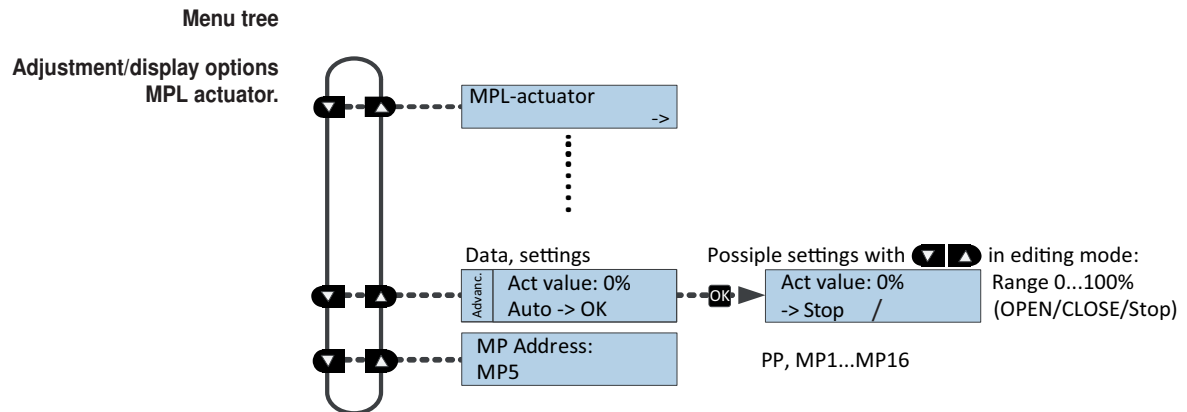 Menu tree
Adjustment/display options
MPL actuator.
MPL-actuator
->
Data, settings
Possiple settings with in editing mode:
Advanc.
Act value: 0%
Auto -> OK
OK
Act value: 0%
-> Stop /
Range 0...100%
(OPEN/CLOSE/Stop)
MP Address:
MP5
PP, MP1...MP16